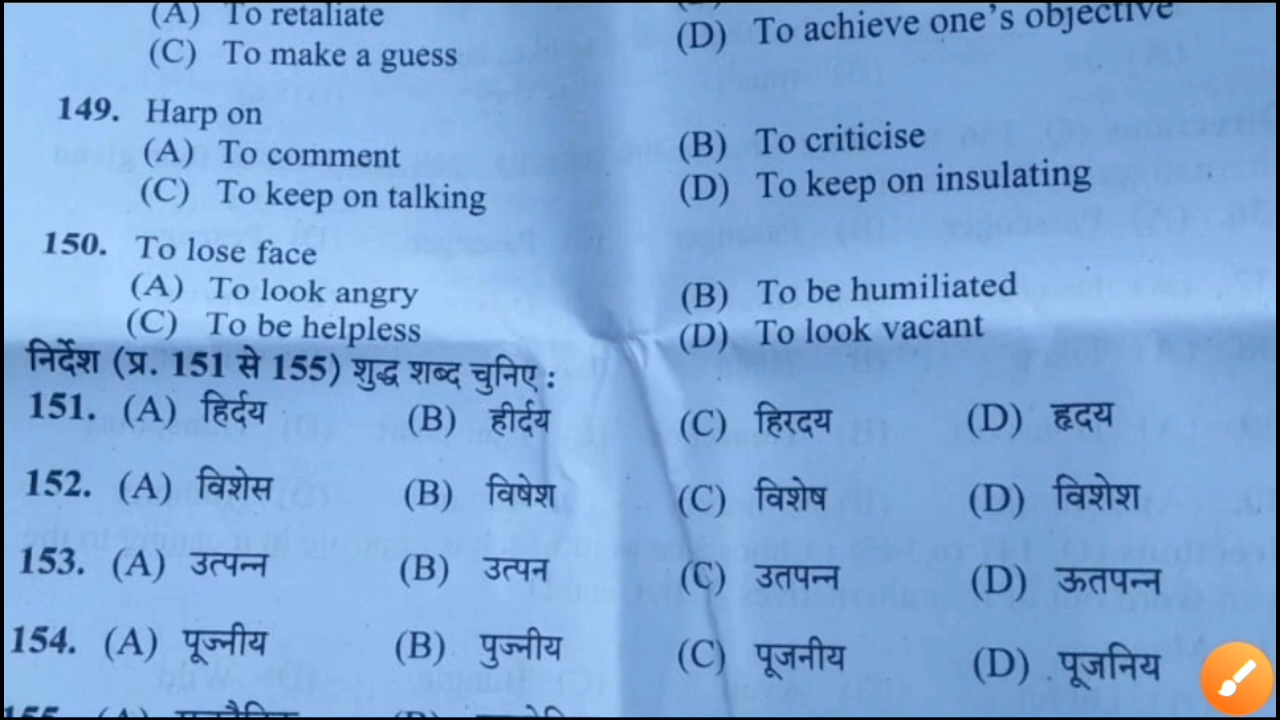 (A) To retaliate
(C) To make a guess (D) To achieve one's objective
149. Harp on
(A) To comment (B) To criticise
(C) To keep on talking (D) To keep on insulating
150. To lose face
(A) To look angry (B) To be humiliated
(C) To be helpless (D) To look vacant
निर्देश (प्र. 151 से 155) शुद्ध शब्द चुनिए :
151. (A) हिर्दय (B) हीर्दय (C) हिरदय (D) हृदय
152. (A) विशेस (B) विषेश (C) विशेष (D) विशेश
153. (A) उत्पन्न (B) उत्पन (C) उतपन्न (D) ऊतपन्न
154. (A) पूज्नीय (B) पुज्नीय (C) पूजनीय (D) पूजनिय
155. (A) (B)